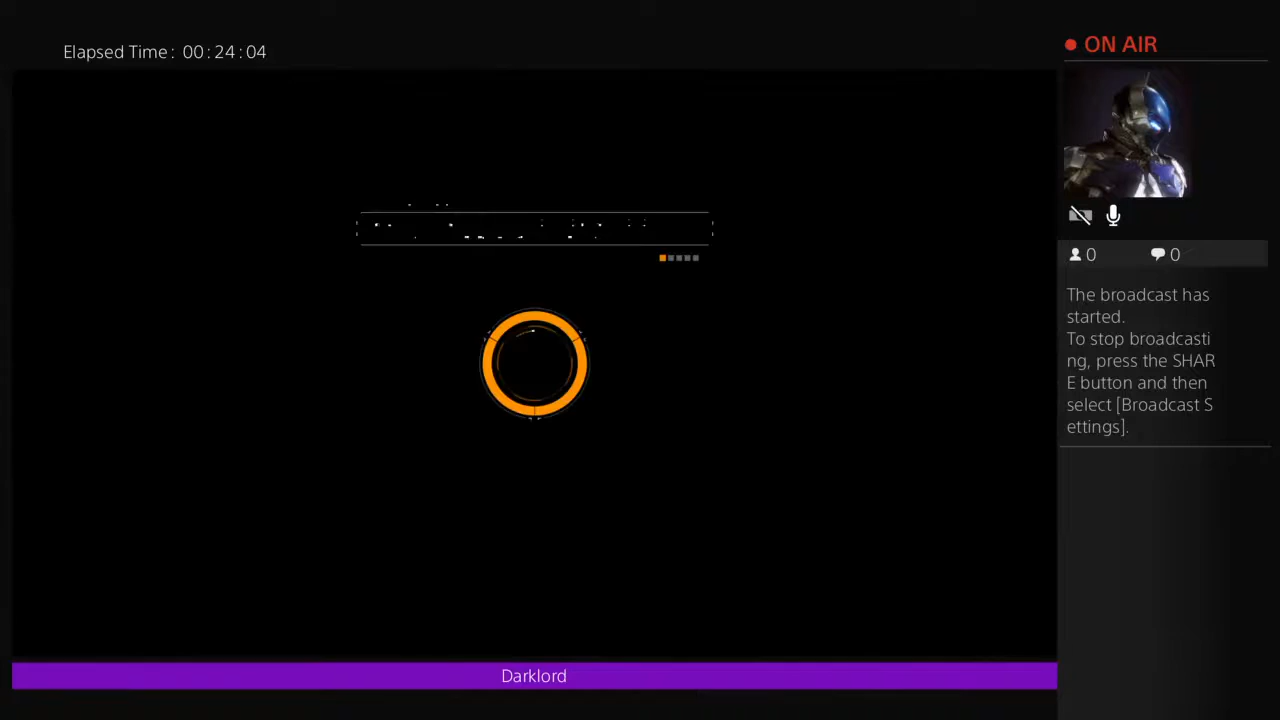 Elapsed Time: 00:24:04
ON AIR
0 0
The broadcast has
started.
To stop broadcasti
ng, press the SHAR
E button and then
select [Broadcast S
ettings].
Darklord